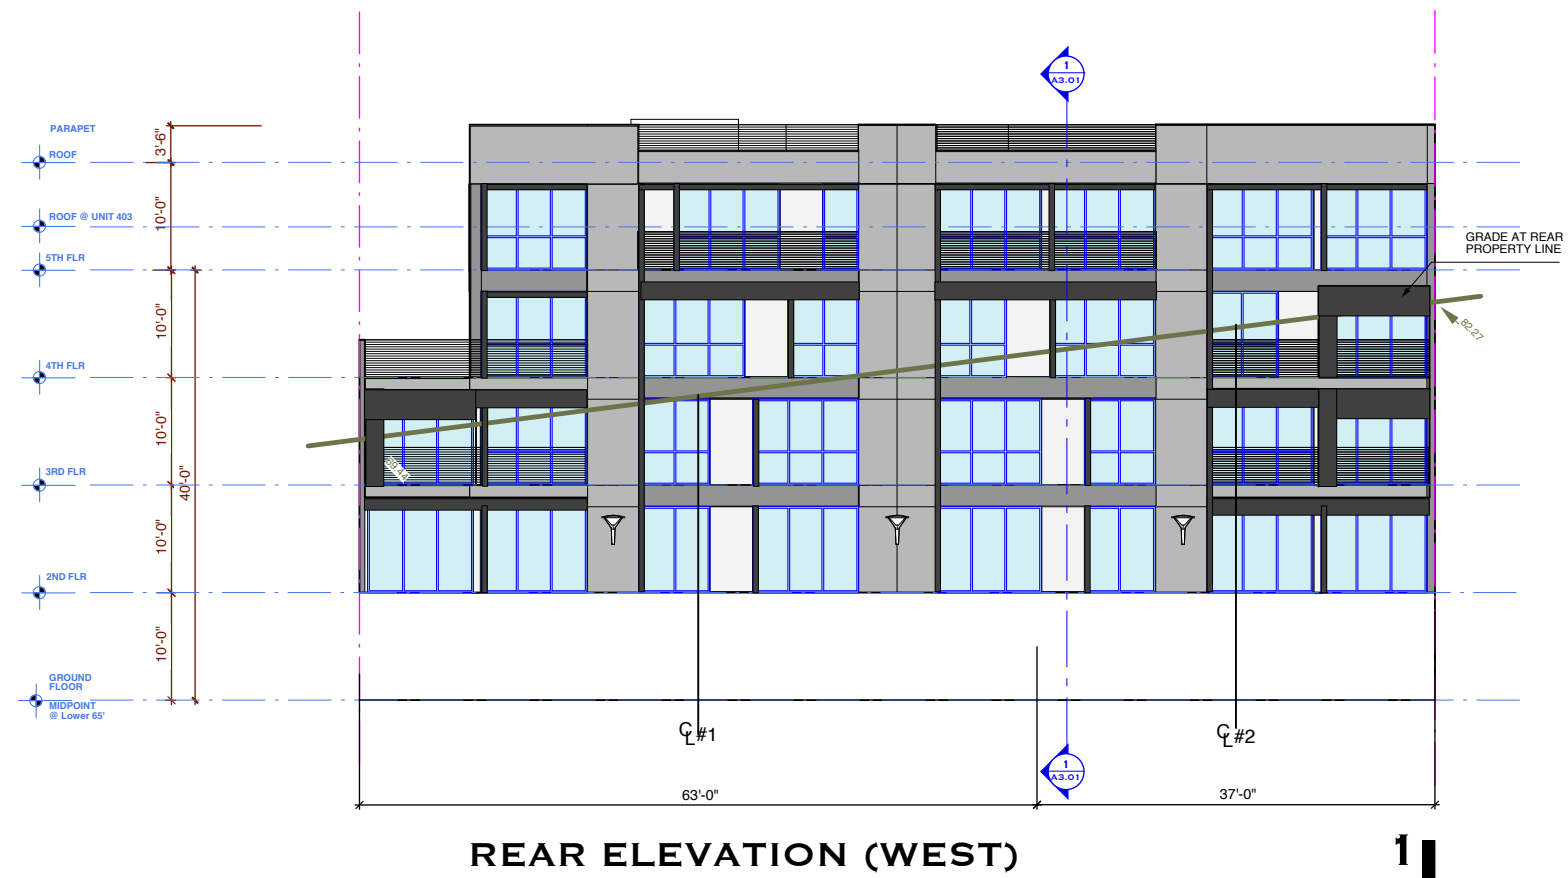 1
A3.01
PARAPET
3'-6"
ROOF
10'-0"
ROOF @ UNIT 403
5TH FLR
GRADE AT REAR
PROPERTY LINE
10'-0"
82.27
4TH FLR
10'-0"
69.44
3RD FLR
40'-0"
10'-0"
2ND FLR
10'-0"
GROUND
FLOOR
MIDPOINT
@ Lower 65'
CL #1
CL #2
1
A3.01
63'-0"
37'-0"
REAR ELEVATION (WEST)
1